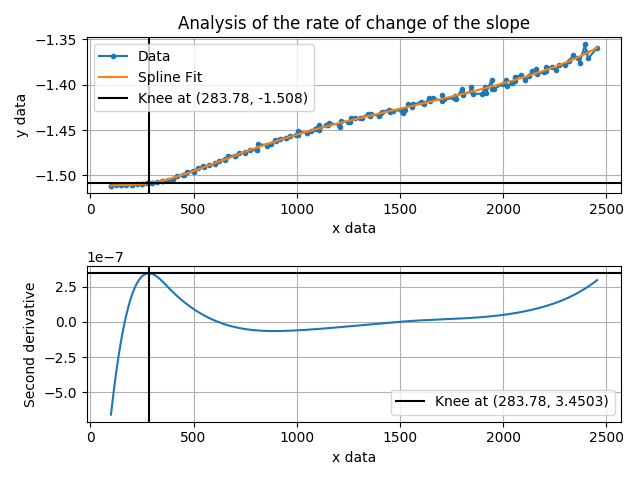 Analysis of the rate of change of the slope
−1.35
−1.40
−1.45
−1.50
y data
Data
Spline Fit
Knee at (283.78, -1.508)
0
500
1000
1500
2000
2500
x data
1e−7
2.5
0.0
−2.5
−5.0
Second derivative
Knee at (283.78, 3.4503)
0
500
1000
1500
2000
2500
x data